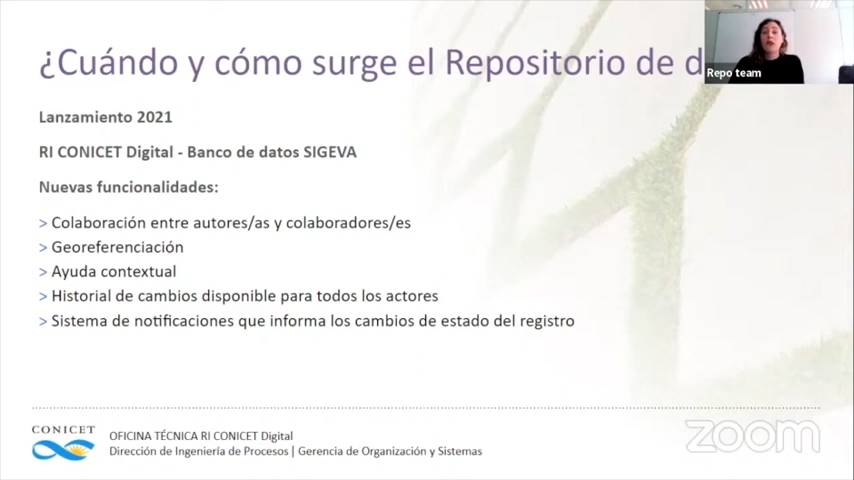 ¿Cuándo y cómo surge el Repositorio de d
Repo team
Lanzamiento 2021
RI CONICET Digital - Banco de datos SIGEVA
Nuevas funcionalidades:
> Colaboración entre autores/as y colaboradores/es
> Georeferenciación
> Ayuda contextual
> Historial de cambios disponible para todos los actores
> Sistema de notificaciones que informa los cambios de estado del registro
CONICET
OFICINA TÉCNICA RI CONICET Digital
Dirección de Ingeniería de Procesos | Gerencia de Organización y Sistemas
zoom